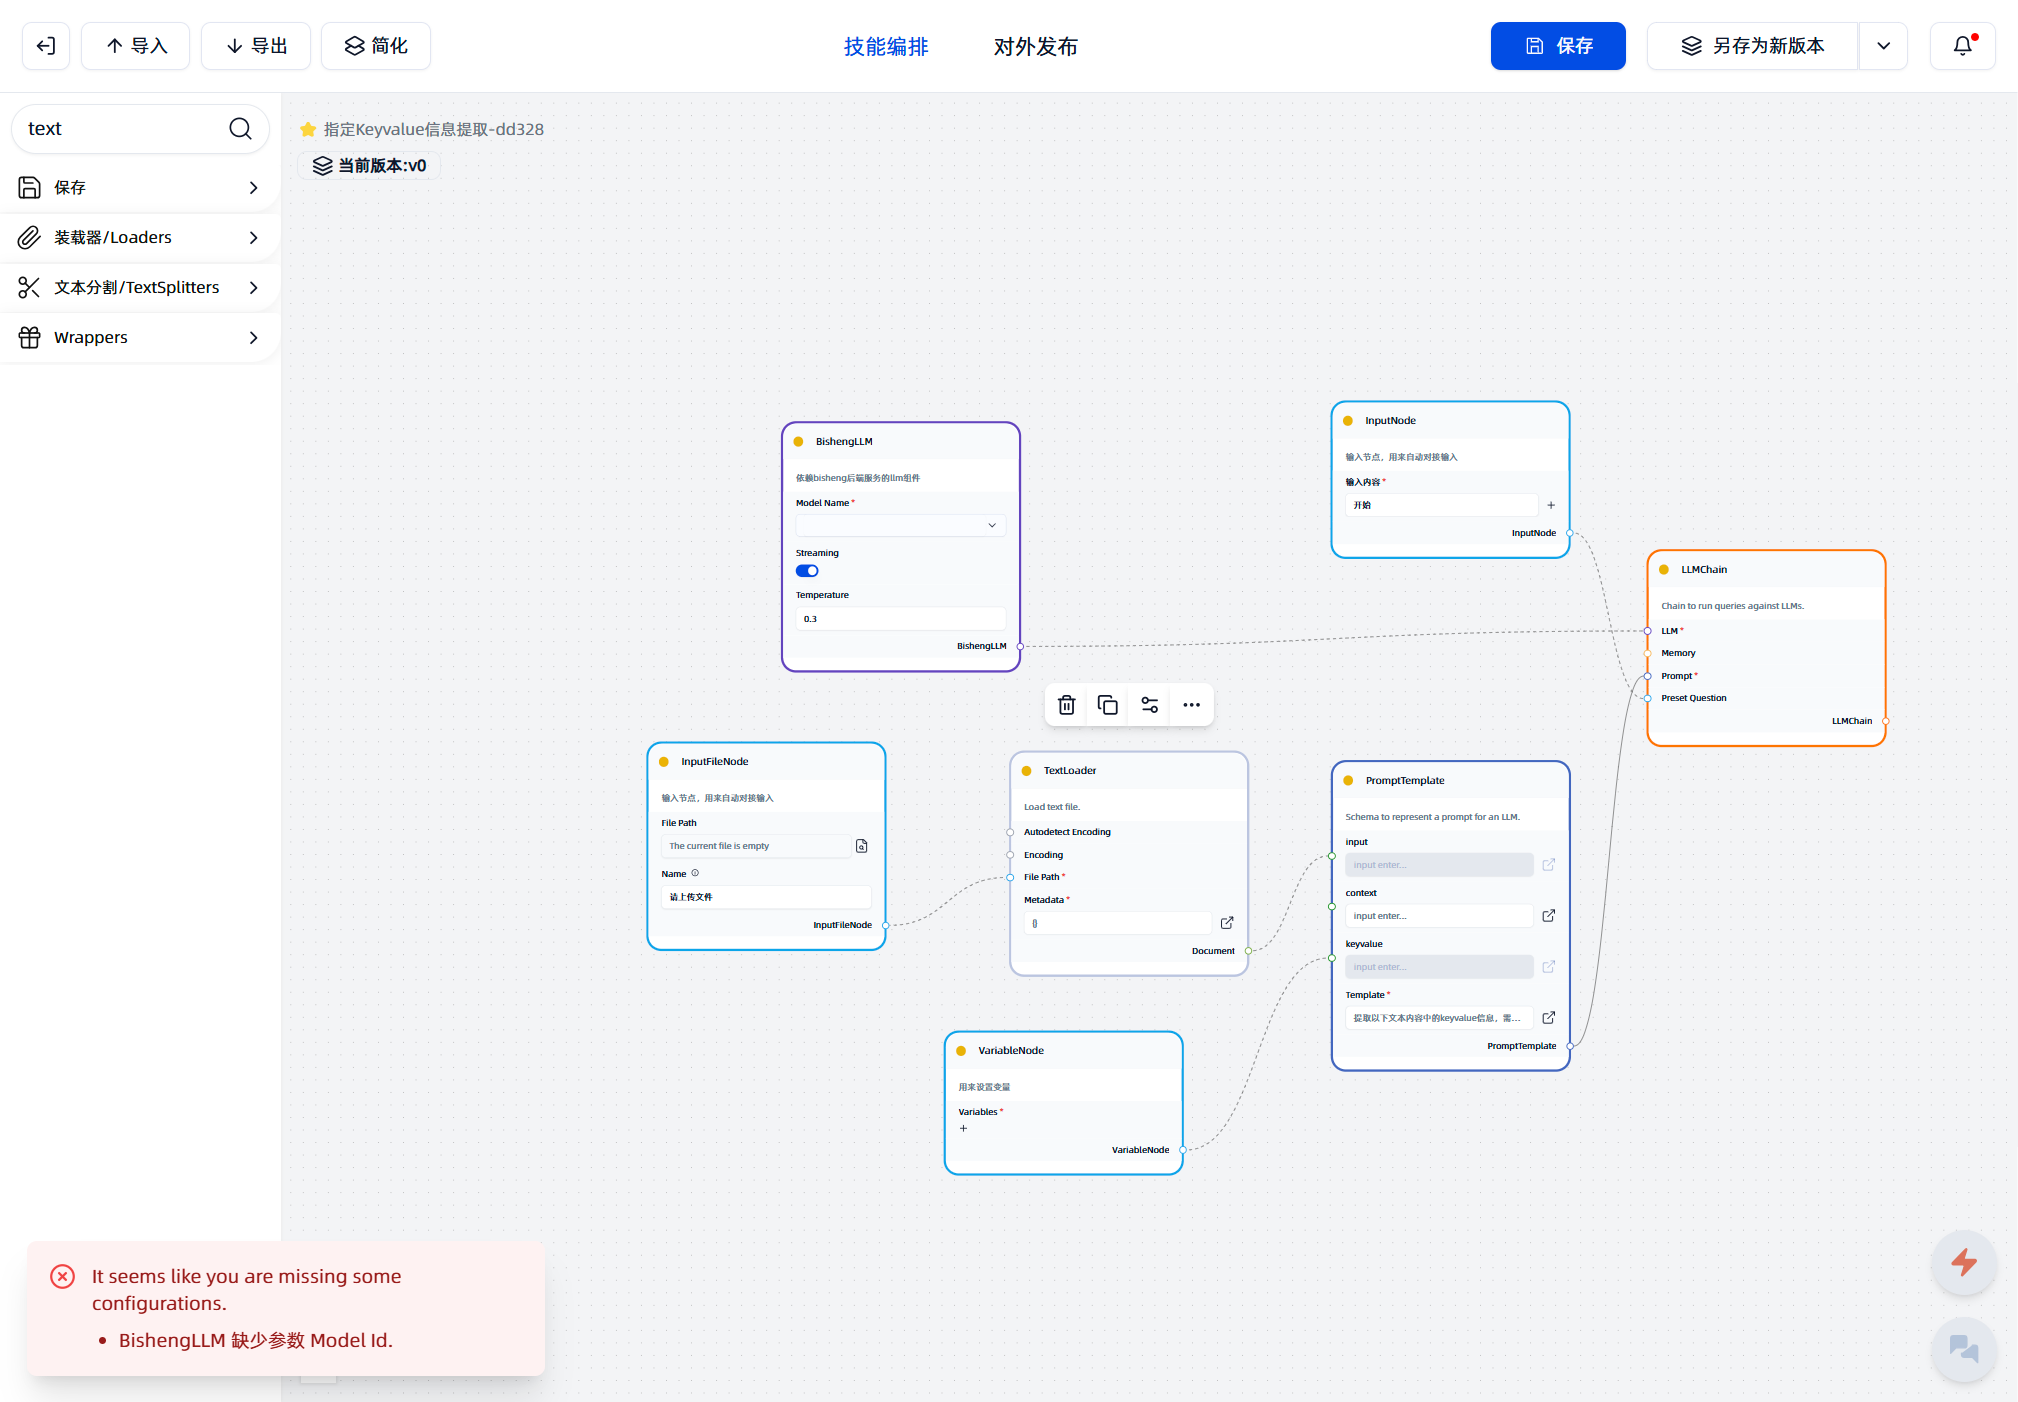 导入
导出
简化
技能编排
对外发布
保存
另存为新版本
text
保存
装载器/Loaders
文本分割/TextSplitters
Wrappers
指定Keyvalue信息提取-dd328
当前版本:v0
BishengLLM
依赖bisheng后端服务的llm组件
Model Name *
Streaming
Temperature
0.3
BishengLLM
InputNode
输入节点，用来自动对接输入
输入内容 *
开始
InputNode
LLMChain
Chain to run queries against LLMs.
LLM *
Memory
Prompt *
Preset Question
LLMChain
InputFileNode
输入节点，用来自动对接输入
File Path
The current file is empty
Name
请上传文件
InputFileNode
TextLoader
Load text file.
Autodetect Encoding
Encoding
File Path *
Metadata *
{}
Document
PromptTemplate
Schema to represent a prompt for an LLM.
input
input enter...
context
input enter...
keyvalue
input enter...
Template *
提取以下文本内容中的keyvalue信息，需...
PromptTemplate
VariableNode
用来设置变量
Variables *
VariableNode
It seems like you are missing some
configurations.
• BishengLLM 缺少参数 Model Id.